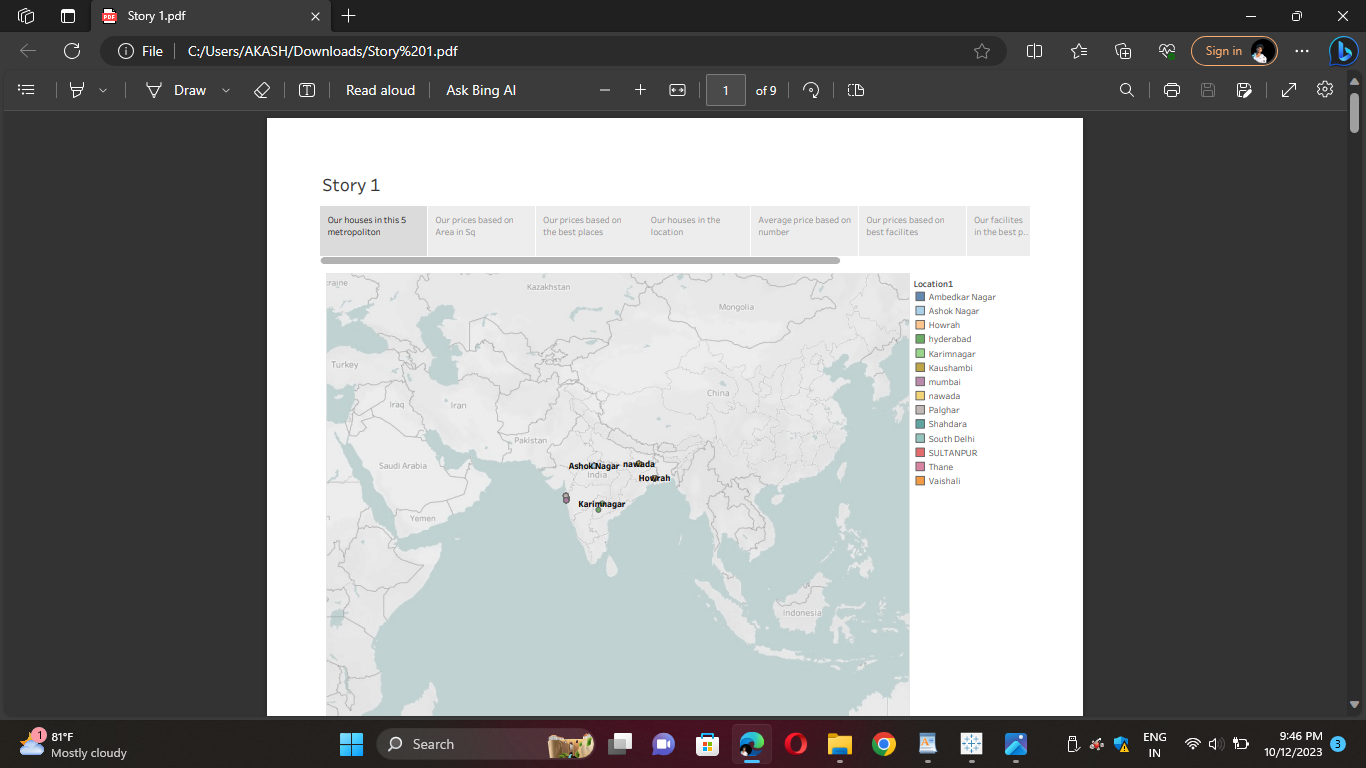 Story 1.pdf
File
C:/Users/AKASH/Downloads/Story%201.pdf
Sign in
Draw
Read aloud
Ask Bing AI
1
of 9
Story 1
Our houses in this 5
metropoliton
Our prices based on
Area in Sq
Our prices based on
the best places
Our houses in the
location
Average price based on
number
Our prices based on
best facilites
Our facilites
in the best p..
raine
Kazakhstan
Mongolia
Turkey
Iraq
Iran
China
Pakistan
Saudi Arabia
Ashok Nagar
nawada
India
Howrah
Karimnagar
Yemen
Indonesia
Location1
Ambedkar Nagar
Ashok Nagar
Howrah
hyderabad
Karimnagar
Kaushambi
mumbai
nawada
Palghar
Shahdara
South Delhi
SULTANPUR
Thane
Vaishali
1
81°F
Mostly cloudy
Search
ENG
IN
9:46 PM
10/12/2023
3